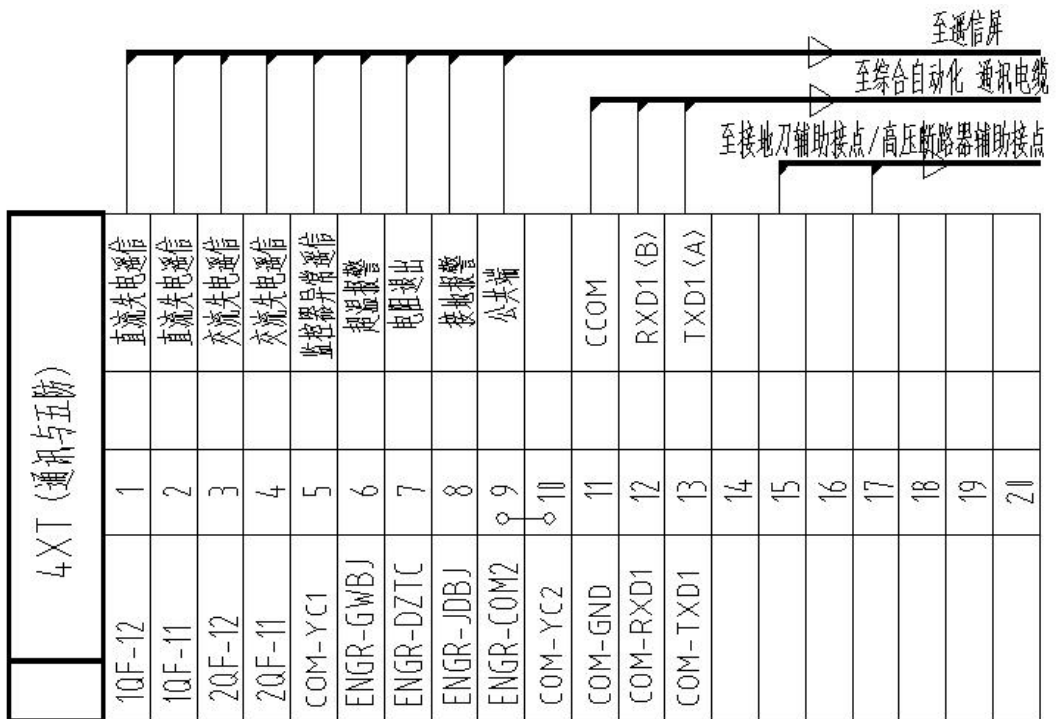 至遥信屏
至综合自动化 通讯电缆
至接地刀辅助接点/高压断路器辅助接点
4XT(通讯与五防)
直流失电遥信
直流失电遥信
交流失电遥信
交流失电遥信
监控器异常遥信
超温报警
电阻退出
接地报警
公共端
CCOM
RXD1<B>
TXD1<A>
1
2
3
4
5
6
7
8
9
10
11
12
13
14
15
16
17
18
19
20
1QF-12
1QF-11
2QF-12
2QF-11
COM-YC1
ENGR-GWBJ
ENGR-DZTC
ENGR-JDBJ
ENGR-COM2
COM-YC2
COM-GND
COM-RXD1
COM-TXD1